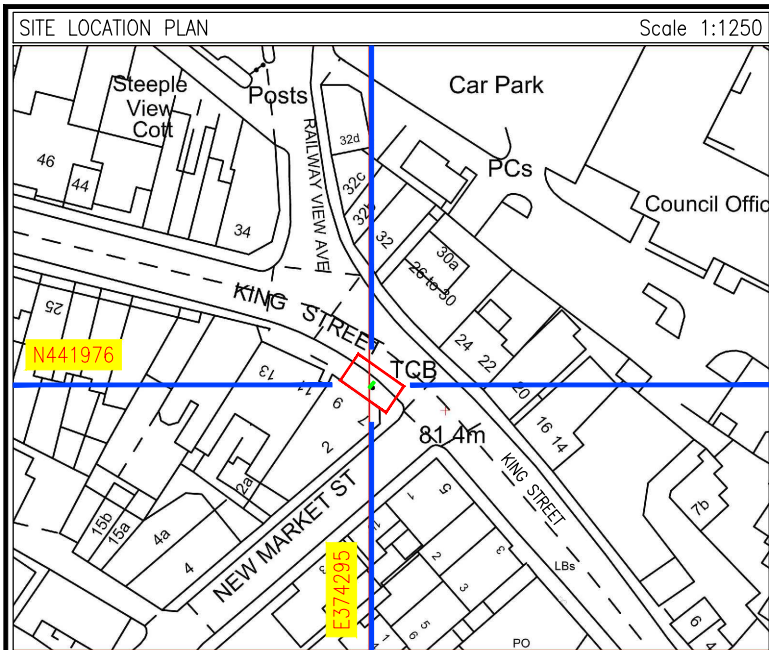 SITE LOCATION PLAN
Scale 1:1250
Steeple
View
Cott
Posts
Car Park
32d
RAILWAY VIEW AVE
46
44
32c
PCs
32b
Council Offic
34
32
30a
26 to 30
KING STREET
25
24
22
N441976
13
11
TCB
20
9
7
81.4m
16
14
2
KING STREET
2a
5
1
7b
15b
15a
4a
NEW MARKET ST
4
3
2
3
LBs
E374295
5
6
1
6
4
PO